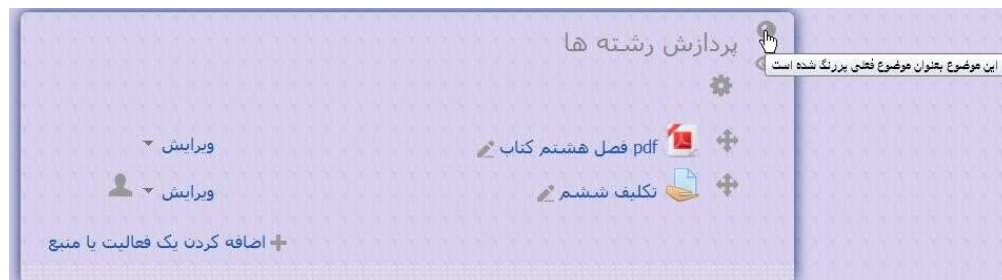 پردازش رشته ها
این موضوع بعنوان موضوع فعلی پررنگ شده است
pdf فصل هشتم کتاب
ویرایش
تکلیف ششم
ویرایش
اضافه کردن یک فعالیت یا منبع